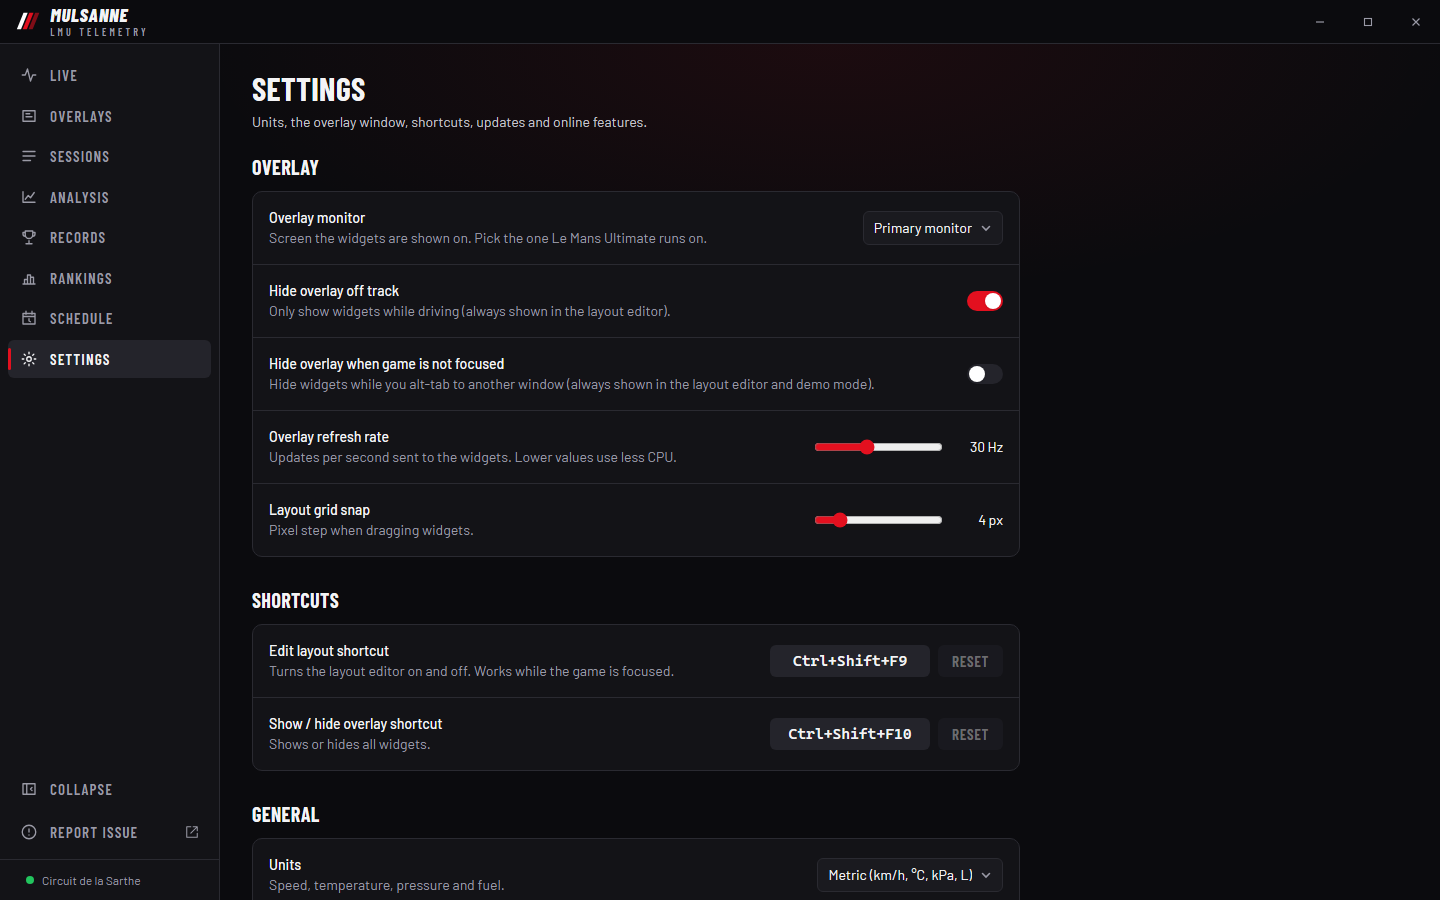 MULSANNE
LMU TELEMETRY
LIVE
OVERLAYS
SESSIONS
ANALYSIS
RECORDS
RANKINGS
SCHEDULE
SETTINGS
COLLAPSE
REPORT ISSUE
Circuit de la Sarthe
SETTINGS
Units, the overlay window, shortcuts, updates and online features.
OVERLAY
Overlay monitor
Screen the widgets are shown on. Pick the one Le Mans Ultimate runs on.
Primary monitor
Hide overlay off track
Only show widgets while driving (always shown in the layout editor).
Hide overlay when game is not focused
Hide widgets while you alt-tab to another window (always shown in the layout editor and demo mode).
Overlay refresh rate
Updates per second sent to the widgets. Lower values use less CPU.
30 Hz
Layout grid snap
Pixel step when dragging widgets.
4 px
SHORTCUTS
Edit layout shortcut
Turns the layout editor on and off. Works while the game is focused.
Ctrl+Shift+F9
RESET
Show / hide overlay shortcut
Shows or hides all widgets.
Ctrl+Shift+F10
RESET
GENERAL
Units
Speed, temperature, pressure and fuel.
Metric (km/h, °C, kPa, L)